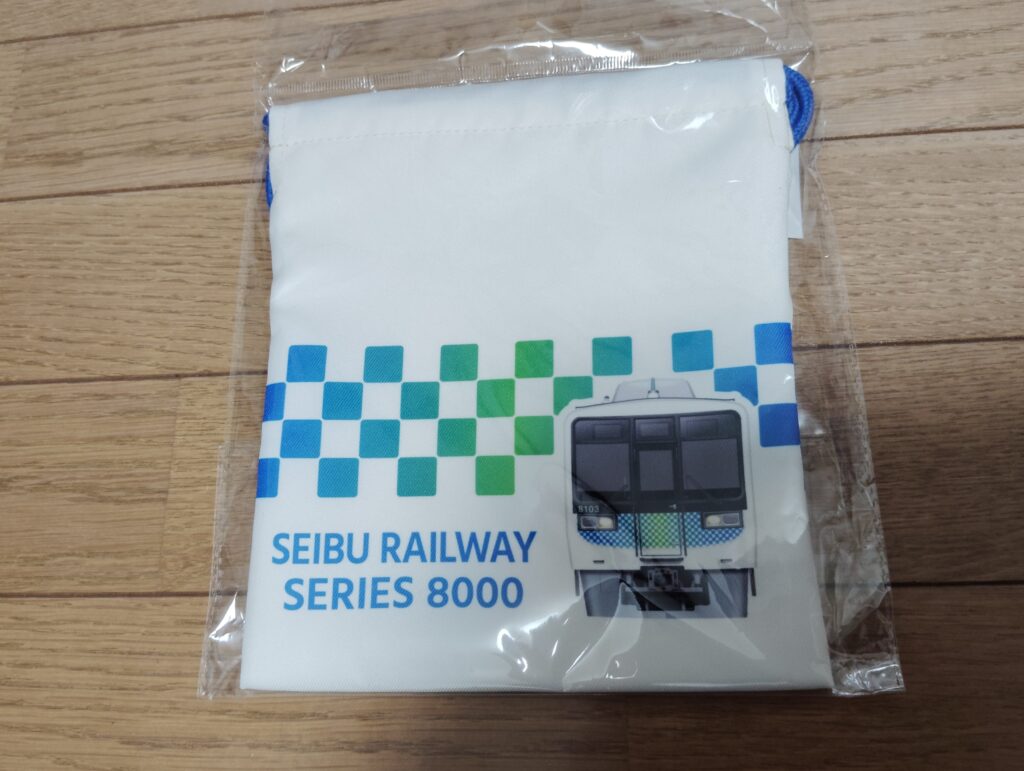 8103
SEIBU RAILWAY
SERIES 8000